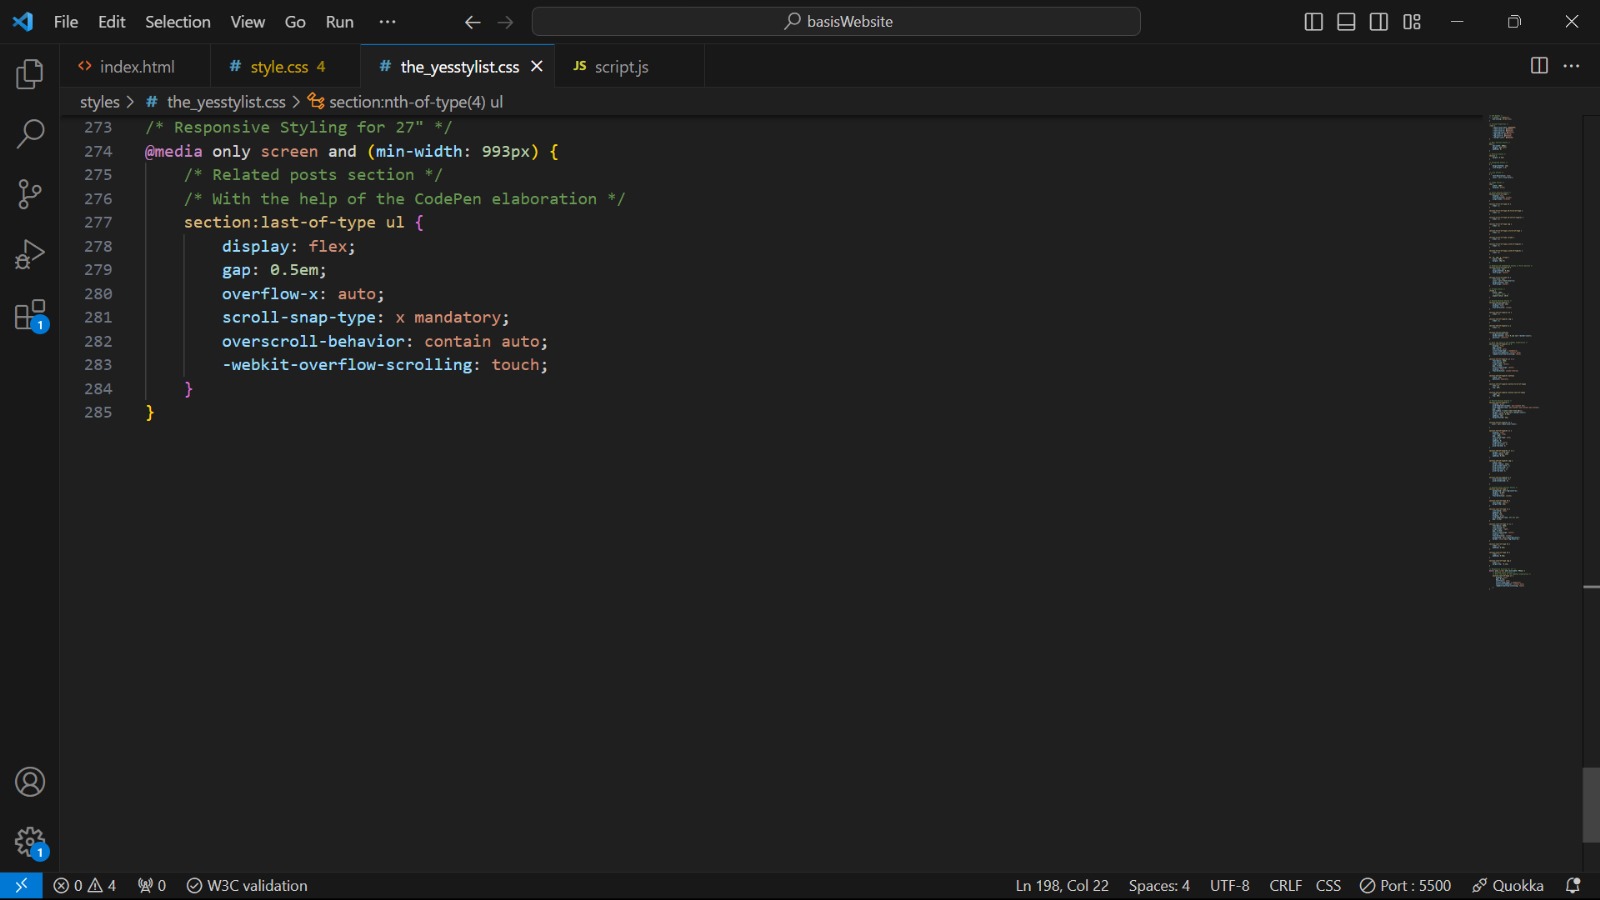 File Edit Selection View Go Run ··· basisWebsite
index.html # style.css 4 # the_yesstylist.css JS script.js
styles > # the_yesstylist.css > section:nth-of-type(4) ul
273 /* Responsive Styling for 27" */
274 @media only screen and (min-width: 993px) {
275 /* Related posts section */
276 /* With the help of the CodePen elaboration */
277 section:last-of-type ul {
278 display: flex;
279 gap: 0.5em;
280 overflow-x: auto;
281 scroll-snap-type: x mandatory;
282 overscroll-behavior: contain auto;
283 -webkit-overflow-scrolling: touch;
284 }
285 }
1
1
0 4 0 W3C validation Ln 198, Col 22 Spaces: 4 UTF-8 CRLF CSS Port : 5500 Quokka